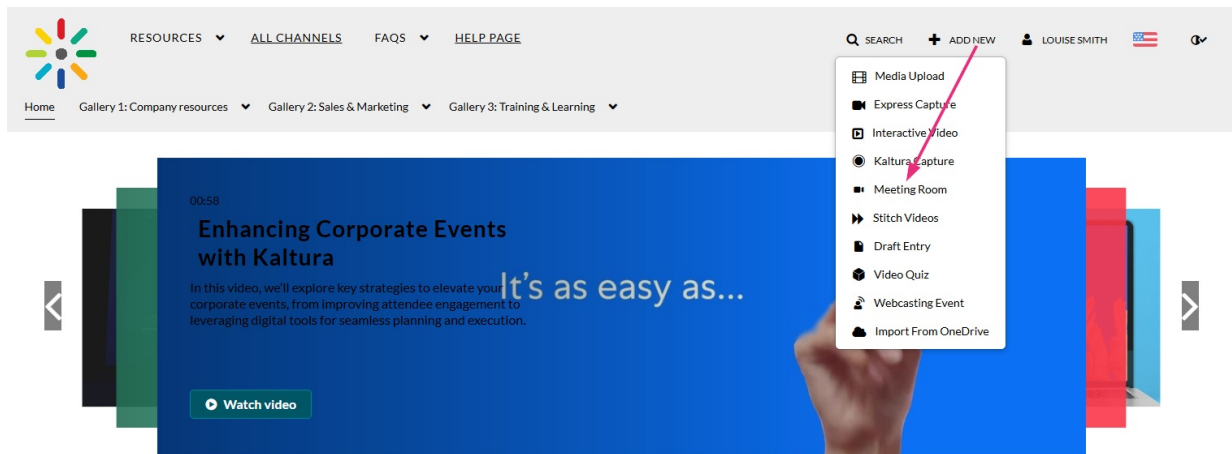 RESOURCES ALL CHANNELS FAQS HELP PAGE SEARCH ADD NEW LOUISE SMITH
Home Gallery 1: Company resources Gallery 2: Sales & Marketing Gallery 3: Training & Learning
Media Upload
Express Capture
Interactive Video
Kaltura Capture
Meeting Room
Stitch Videos
Draft Entry
Video Quiz
Webcasting Event
Import From OneDrive
00:58
Enhancing Corporate Events
with Kaltura
In this video, we'll explore key strategies to elevate your
corporate events, from improving attendee engagement to
leveraging digital tools for seamless planning and execution.
It's as easy as...
Watch video